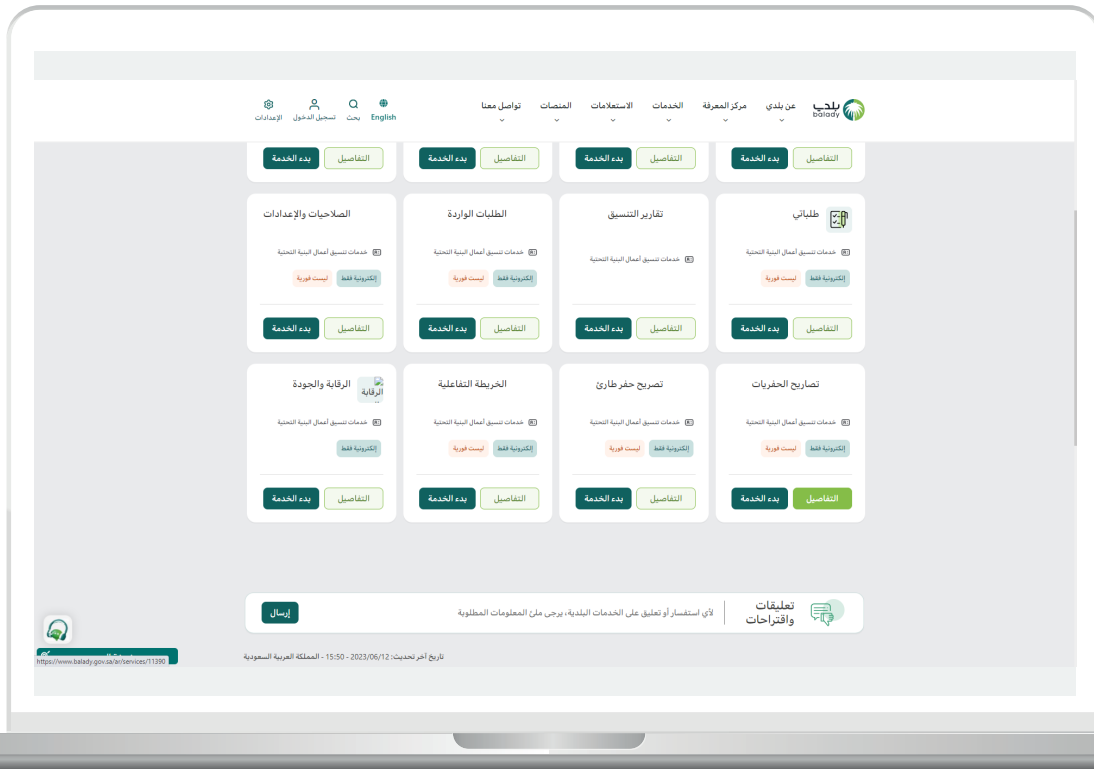 بلدي
balady
عن بلدي
مركز المعرفة
الخدمات
الاستعلامات
المنصات
تواصل معنا
English
بحث
تسجيل الدخول
الإعدادات
التفاصيل بدء الخدمة
التفاصيل بدء الخدمة
التفاصيل بدء الخدمة
التفاصيل بدء الخدمة
طلباتي
خدمات تنسيق أعمال البنية التحتية
إلكترونية فقط ليست فورية
التفاصيل بدء الخدمة
تقارير التنسيق
خدمات تنسيق أعمال البنية التحتية
التفاصيل بدء الخدمة
الطلبات الواردة
خدمات تنسيق أعمال البنية التحتية
إلكترونية فقط ليست فورية
التفاصيل بدء الخدمة
الصلاحيات والإعدادات
خدمات تنسيق أعمال البنية التحتية
إلكترونية فقط ليست فورية
التفاصيل بدء الخدمة
تصاريح الحفريات
خدمات تنسيق أعمال البنية التحتية
إلكترونية فقط ليست فورية
التفاصيل بدء الخدمة
تصريح حفر طارئ
خدمات تنسيق أعمال البنية التحتية
إلكترونية فقط ليست فورية
التفاصيل بدء الخدمة
الخريطة التفاعلية
خدمات تنسيق أعمال البنية التحتية
إلكترونية فقط ليست فورية
التفاصيل بدء الخدمة
الرقابة
الرقابة والجودة
خدمات تنسيق أعمال البنية التحتية
إلكترونية فقط
التفاصيل بدء الخدمة
تعليقات
واقتراحات
لأي استفسار أو تعليق على الخدمات البلدية، يرجى ملئ المعلومات المطلوبة
إرسال
تاريخ آخر تحديث: 2023/06/12 - 15:50 - المملكة العربية السعودية
https://www.balady.gov.sa/ar/services/11390